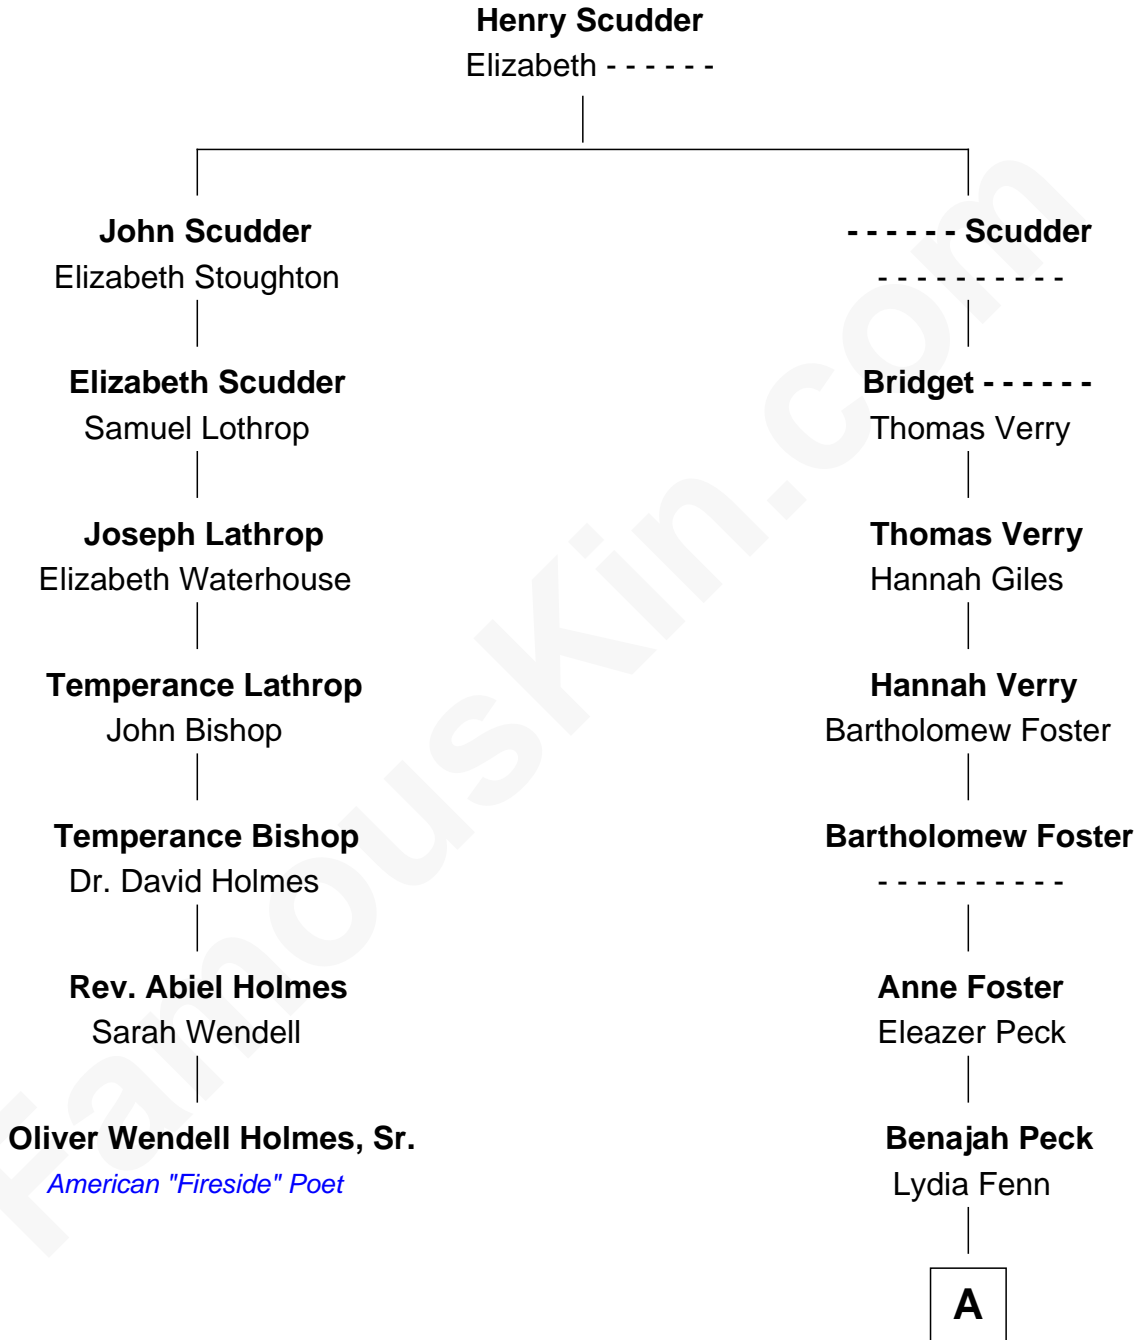 Henry Scudder
Elizabeth - - - - - -
John Scudder
Elizabeth Stoughton
- - - - - - Scudder
- - - - - - - - - -
Elizabeth Scudder
Samuel Lothrop
Bridget - - - - - -
Thomas Verry
Joseph Lathrop
Elizabeth Waterhouse
Thomas Verry
Hannah Giles
Temperance Lathrop
John Bishop
Hannah Verry
Bartholomew Foster
Temperance Bishop
Dr. David Holmes
Bartholomew Foster
- - - - - - - - - -
Rev. Abiel Holmes
Sarah Wendell
Anne Foster
Eleazer Peck
Oliver Wendell Holmes, Sr.
American "Fireside" Poet
Benajah Peck
Lydia Fenn
A
FamousKin.com